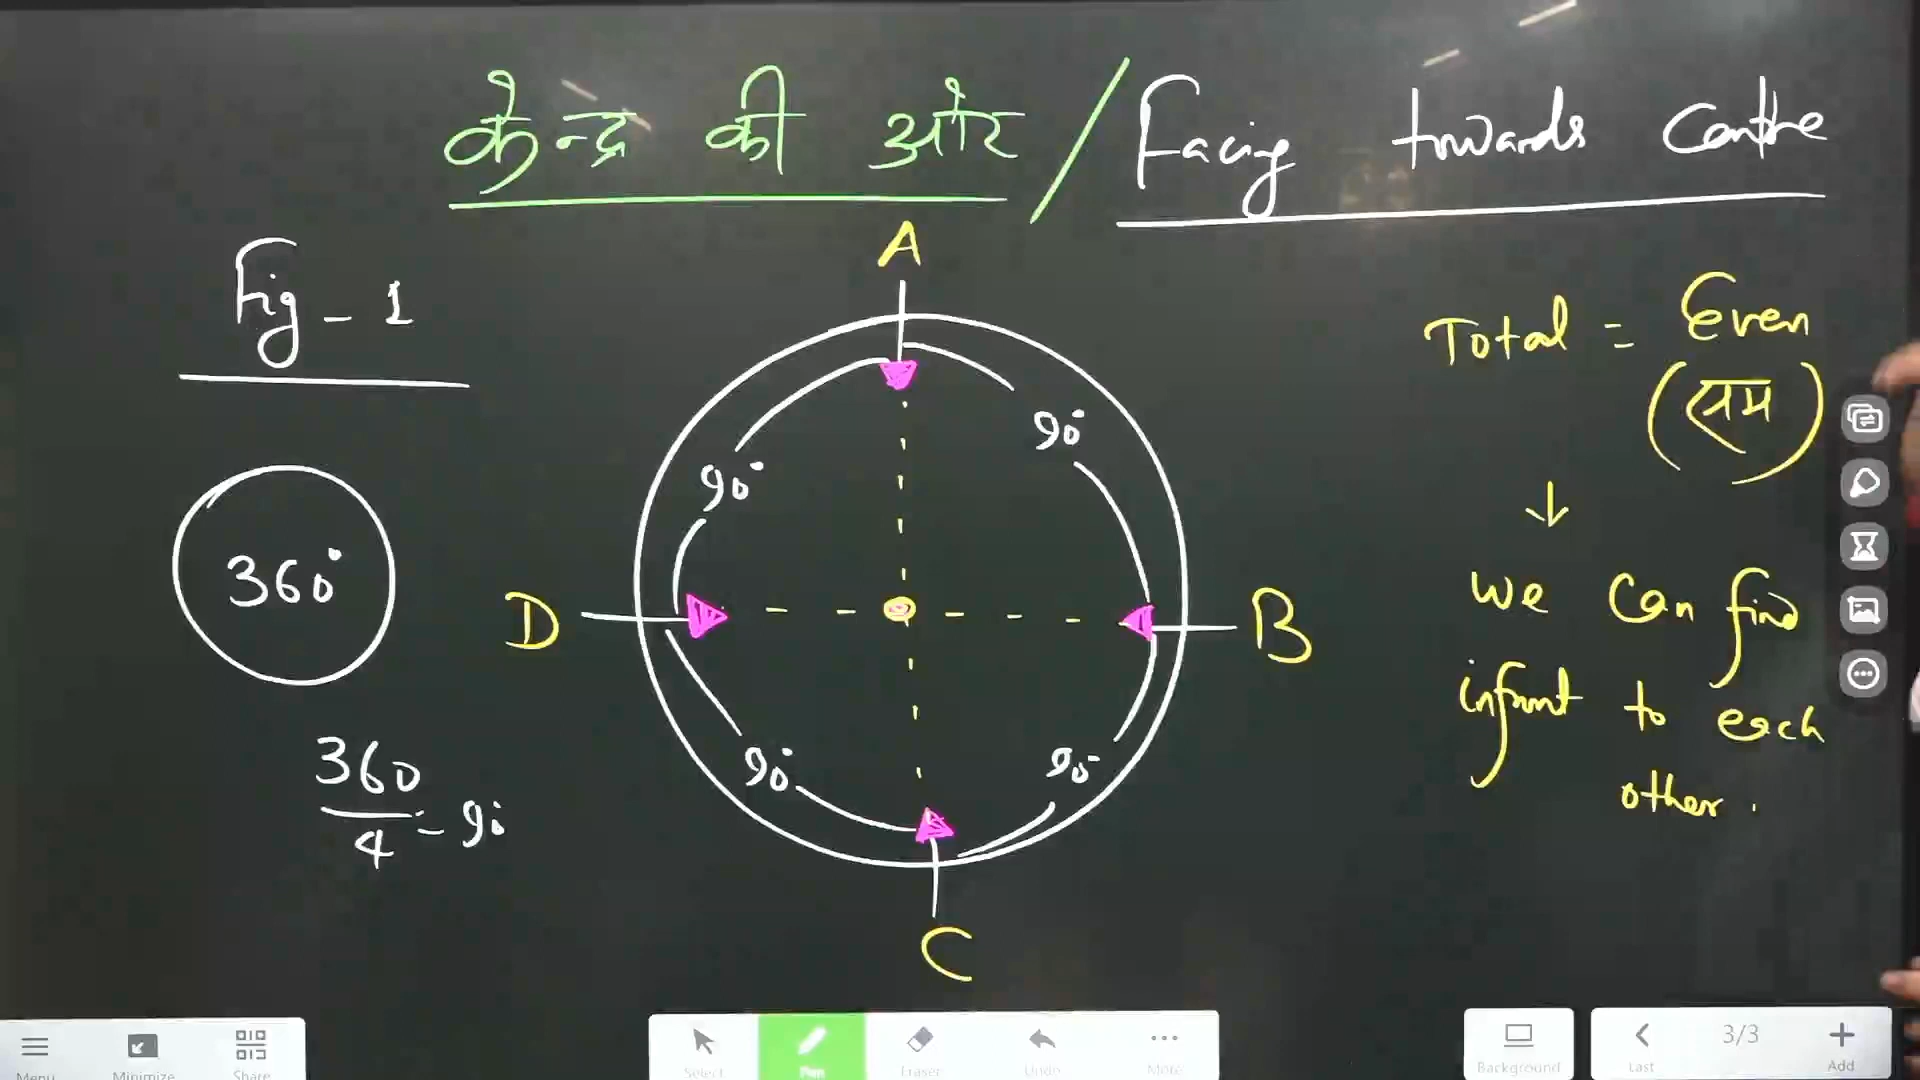 केन्द्र की ओर / Facing towards centre
Fig - 1
A
Total = Even
(सम)
↓
we can find
infront to each
other.
90°
90°
360°
D
B
360/4 = 90
90°
90°
C
Menu
Minimize
Share
Select
Pen
Eraser
Undo
More
Background
Last
3/3
Add